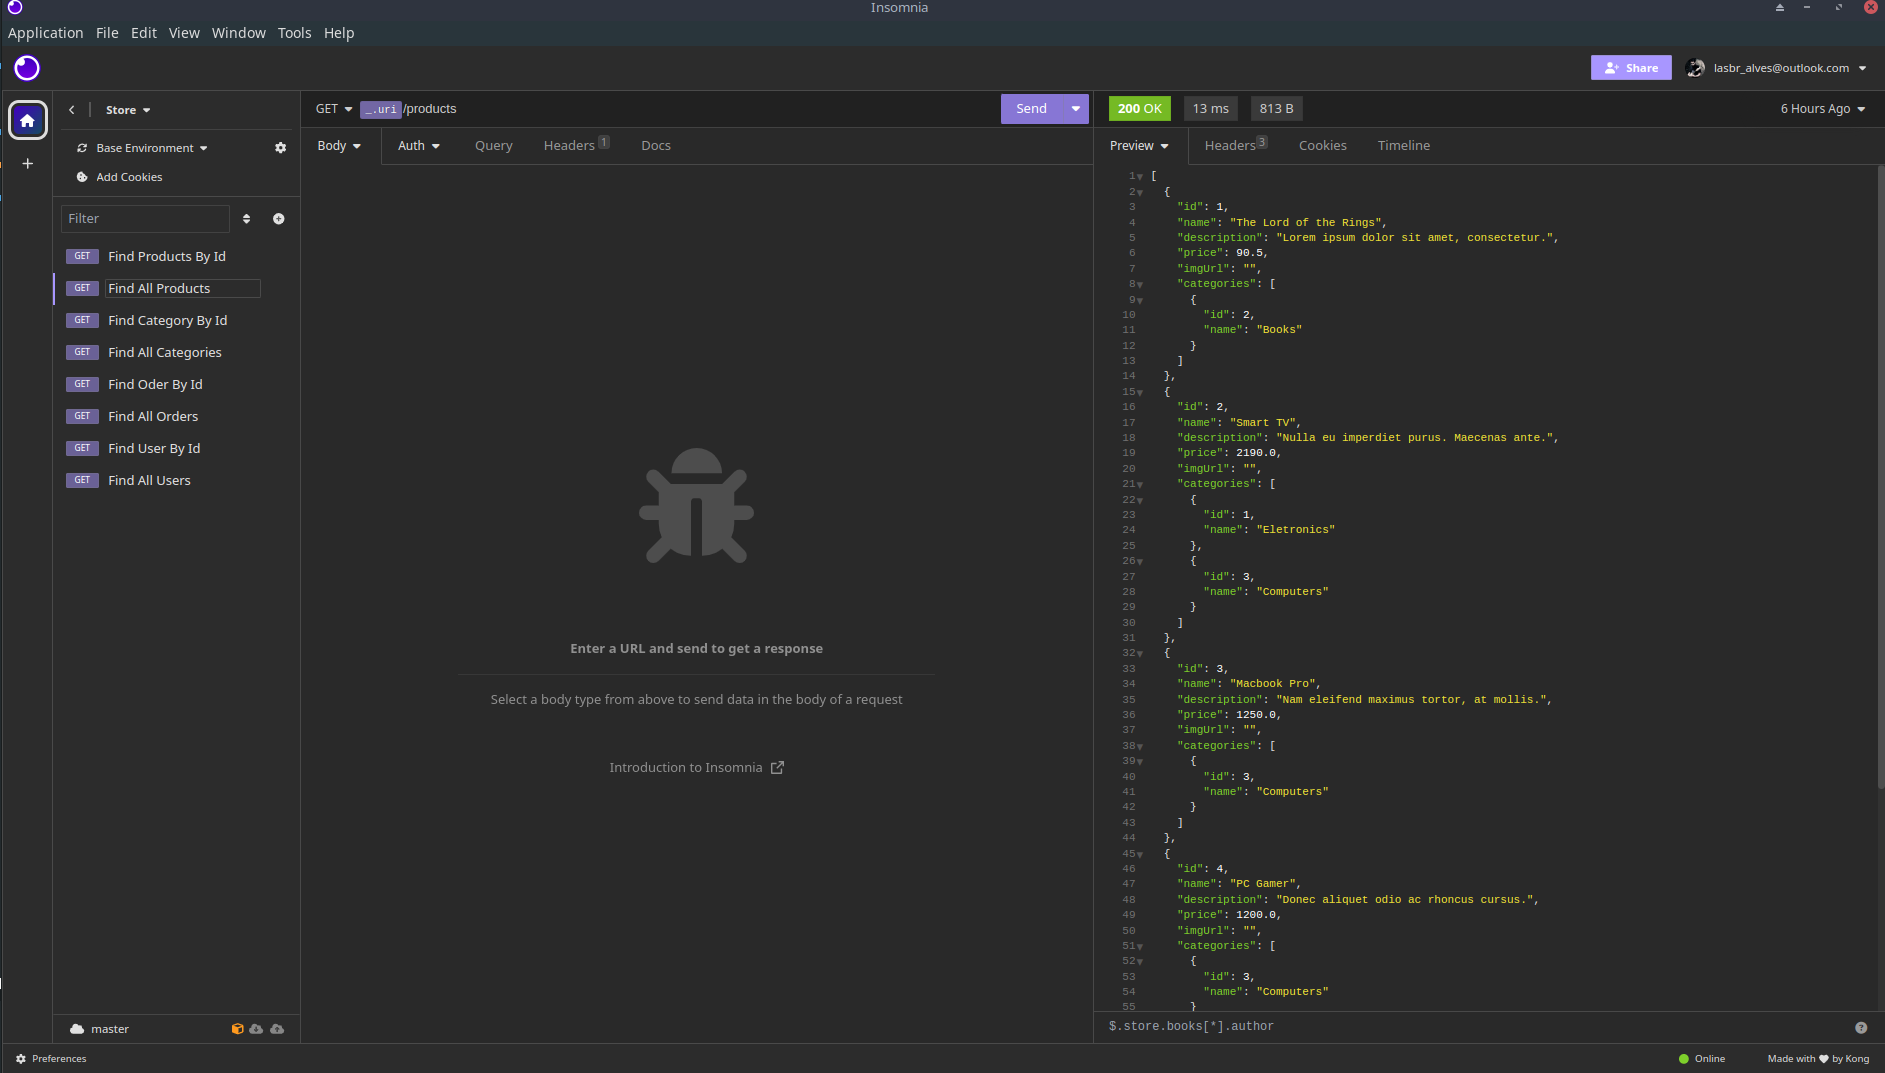 Insomnia
Application File Edit View Window Tools Help
Share lasbr_alves@outlook.com
Store
Base Environment
Add Cookies
Filter
GET Find Products By Id
GET Find All Products
GET Find Category By Id
GET Find All Categories
GET Find Oder By Id
GET Find All Orders
GET Find User By Id
GET Find All Users
master
GET _.uri/products Send
Body Auth Query Headers 1 Docs
Enter a URL and send to get a response
Select a body type from above to send data in the body of a request
Introduction to Insomnia
200 OK 13 ms 813 B 6 Hours Ago
Preview Headers 3 Cookies Timeline
1 [
2 {
3 "id": 1,
4 "name": "The Lord of the Rings",
5 "description": "Lorem ipsum dolor sit amet, consectetur.",
6 "price": 90.5,
7 "imgUrl": "",
8 "categories": [
9 {
10 "id": 2,
11 "name": "Books"
12 }
13 ]
14 },
15 {
16 "id": 2,
17 "name": "Smart TV",
18 "description": "Nulla eu imperdiet purus. Maecenas ante.",
19 "price": 2190.0,
20 "imgUrl": "",
21 "categories": [
22 {
23 "id": 1,
24 "name": "Eletronics"
25 },
26 {
27 "id": 3,
28 "name": "Computers"
29 }
30 ]
31 },
32 {
33 "id": 3,
34 "name": "Macbook Pro",
35 "description": "Nam eleifend maximus tortor, at mollis.",
36 "price": 1250.0,
37 "imgUrl": "",
38 "categories": [
39 {
40 "id": 3,
41 "name": "Computers"
42 }
43 ]
44 },
45 {
46 "id": 4,
47 "name": "PC Gamer",
48 "description": "Donec aliquet odio ac rhoncus cursus.",
49 "price": 1200.0,
50 "imgUrl": "",
51 "categories": [
52 {
53 "id": 3,
54 "name": "Computers"
55 }
$.store.books[*].author
Preferences
Online Made with ♥ by Kong